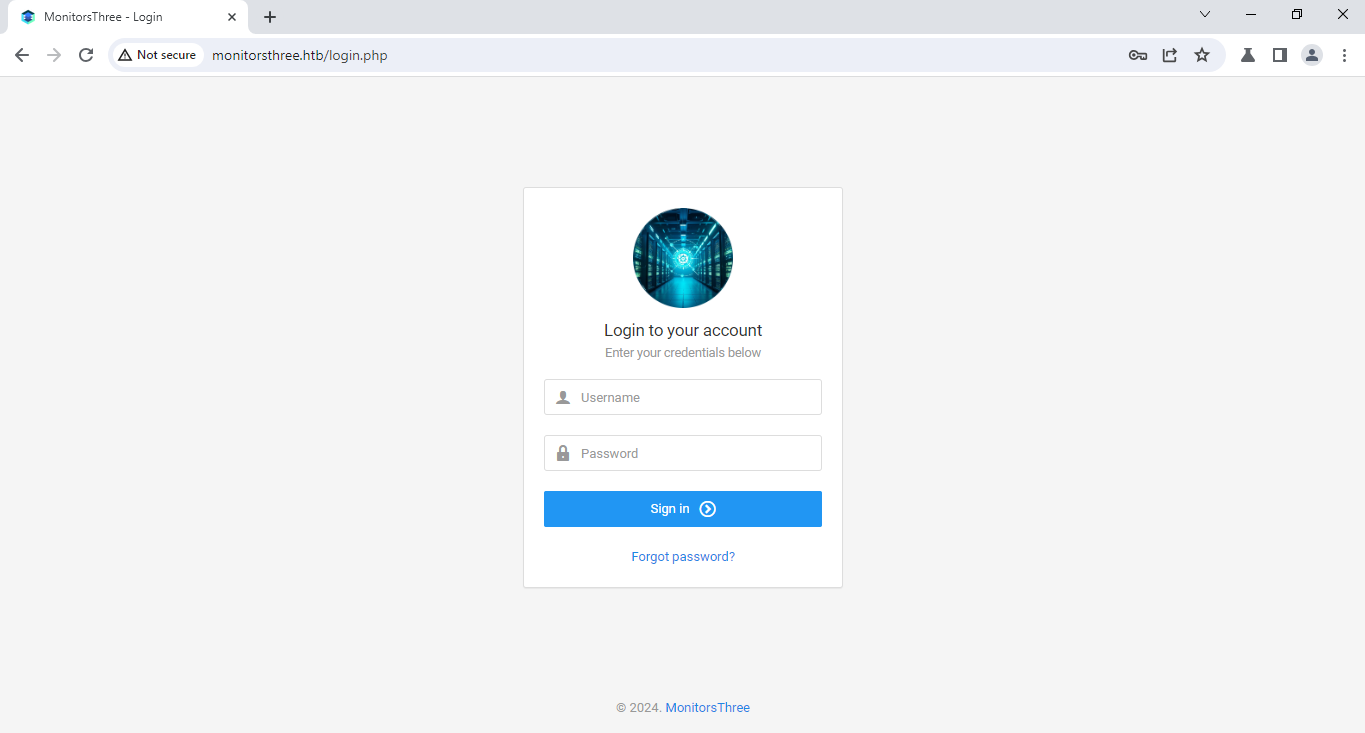 MonitorsThree - Login
Not secure
monitorsthree.htb/login.php
Login to your account
Enter your credentials below
Username
Password
Sign in
Forgot password?
© 2024. MonitorsThree